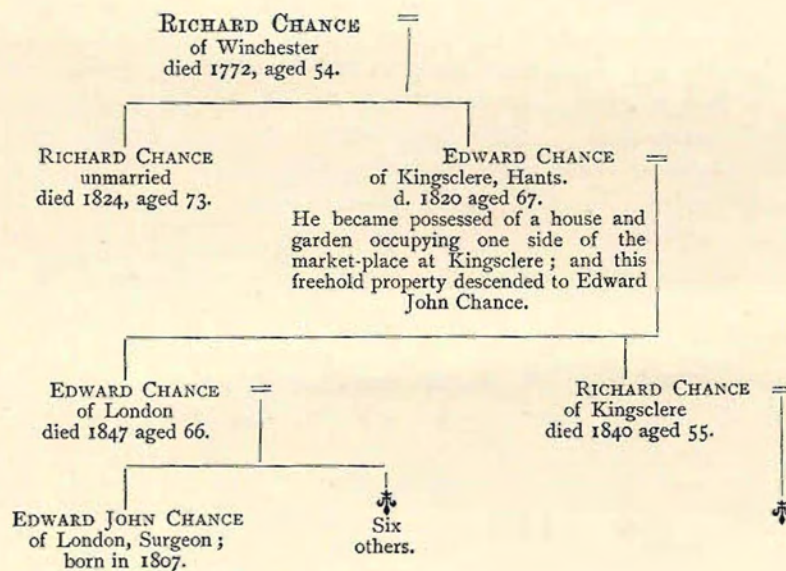 RICHARD CHANCE =
of Winchester
died 1772, aged 54.
RICHARD CHANCE
unmarried
died 1824, aged 73.
EDWARD CHANCE =
of Kingsclere, Hants.
d. 1820 aged 67.
He became possessed of a house and
garden occupying one side of the
market-place at Kingsclere; and this
freehold property descended to Edward
John Chance.
EDWARD CHANCE =
of London
died 1847 aged 66.
RICHARD CHANCE =
of Kingsclere
died 1840 aged 55.
EDWARD JOHN CHANCE
of London, Surgeon;
born in 1807.
Six
others.